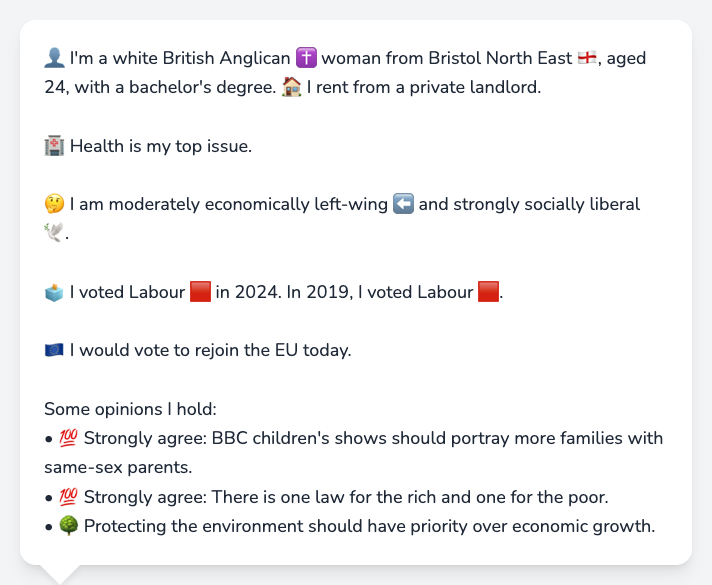 👤 I'm a white British Anglican ✝️ woman from Bristol North East 🏴󠁧󠁢󠁥󠁮󠁧󠁿, aged
24, with a bachelor's degree. 🏠 I rent from a private landlord.
🏥 Health is my top issue.
🤔 I am moderately economically left-wing ⬅️ and strongly socially liberal
🕊️.
🗳️ I voted Labour 🟥 in 2024. In 2019, I voted Labour 🟥.
🇪🇺 I would vote to rejoin the EU today.
Some opinions I hold:
• 💯 Strongly agree: BBC children's shows should portray more families with
same-sex parents.
• 💯 Strongly agree: There is one law for the rich and one for the poor.
• 🌳 Protecting the environment should have priority over economic growth.